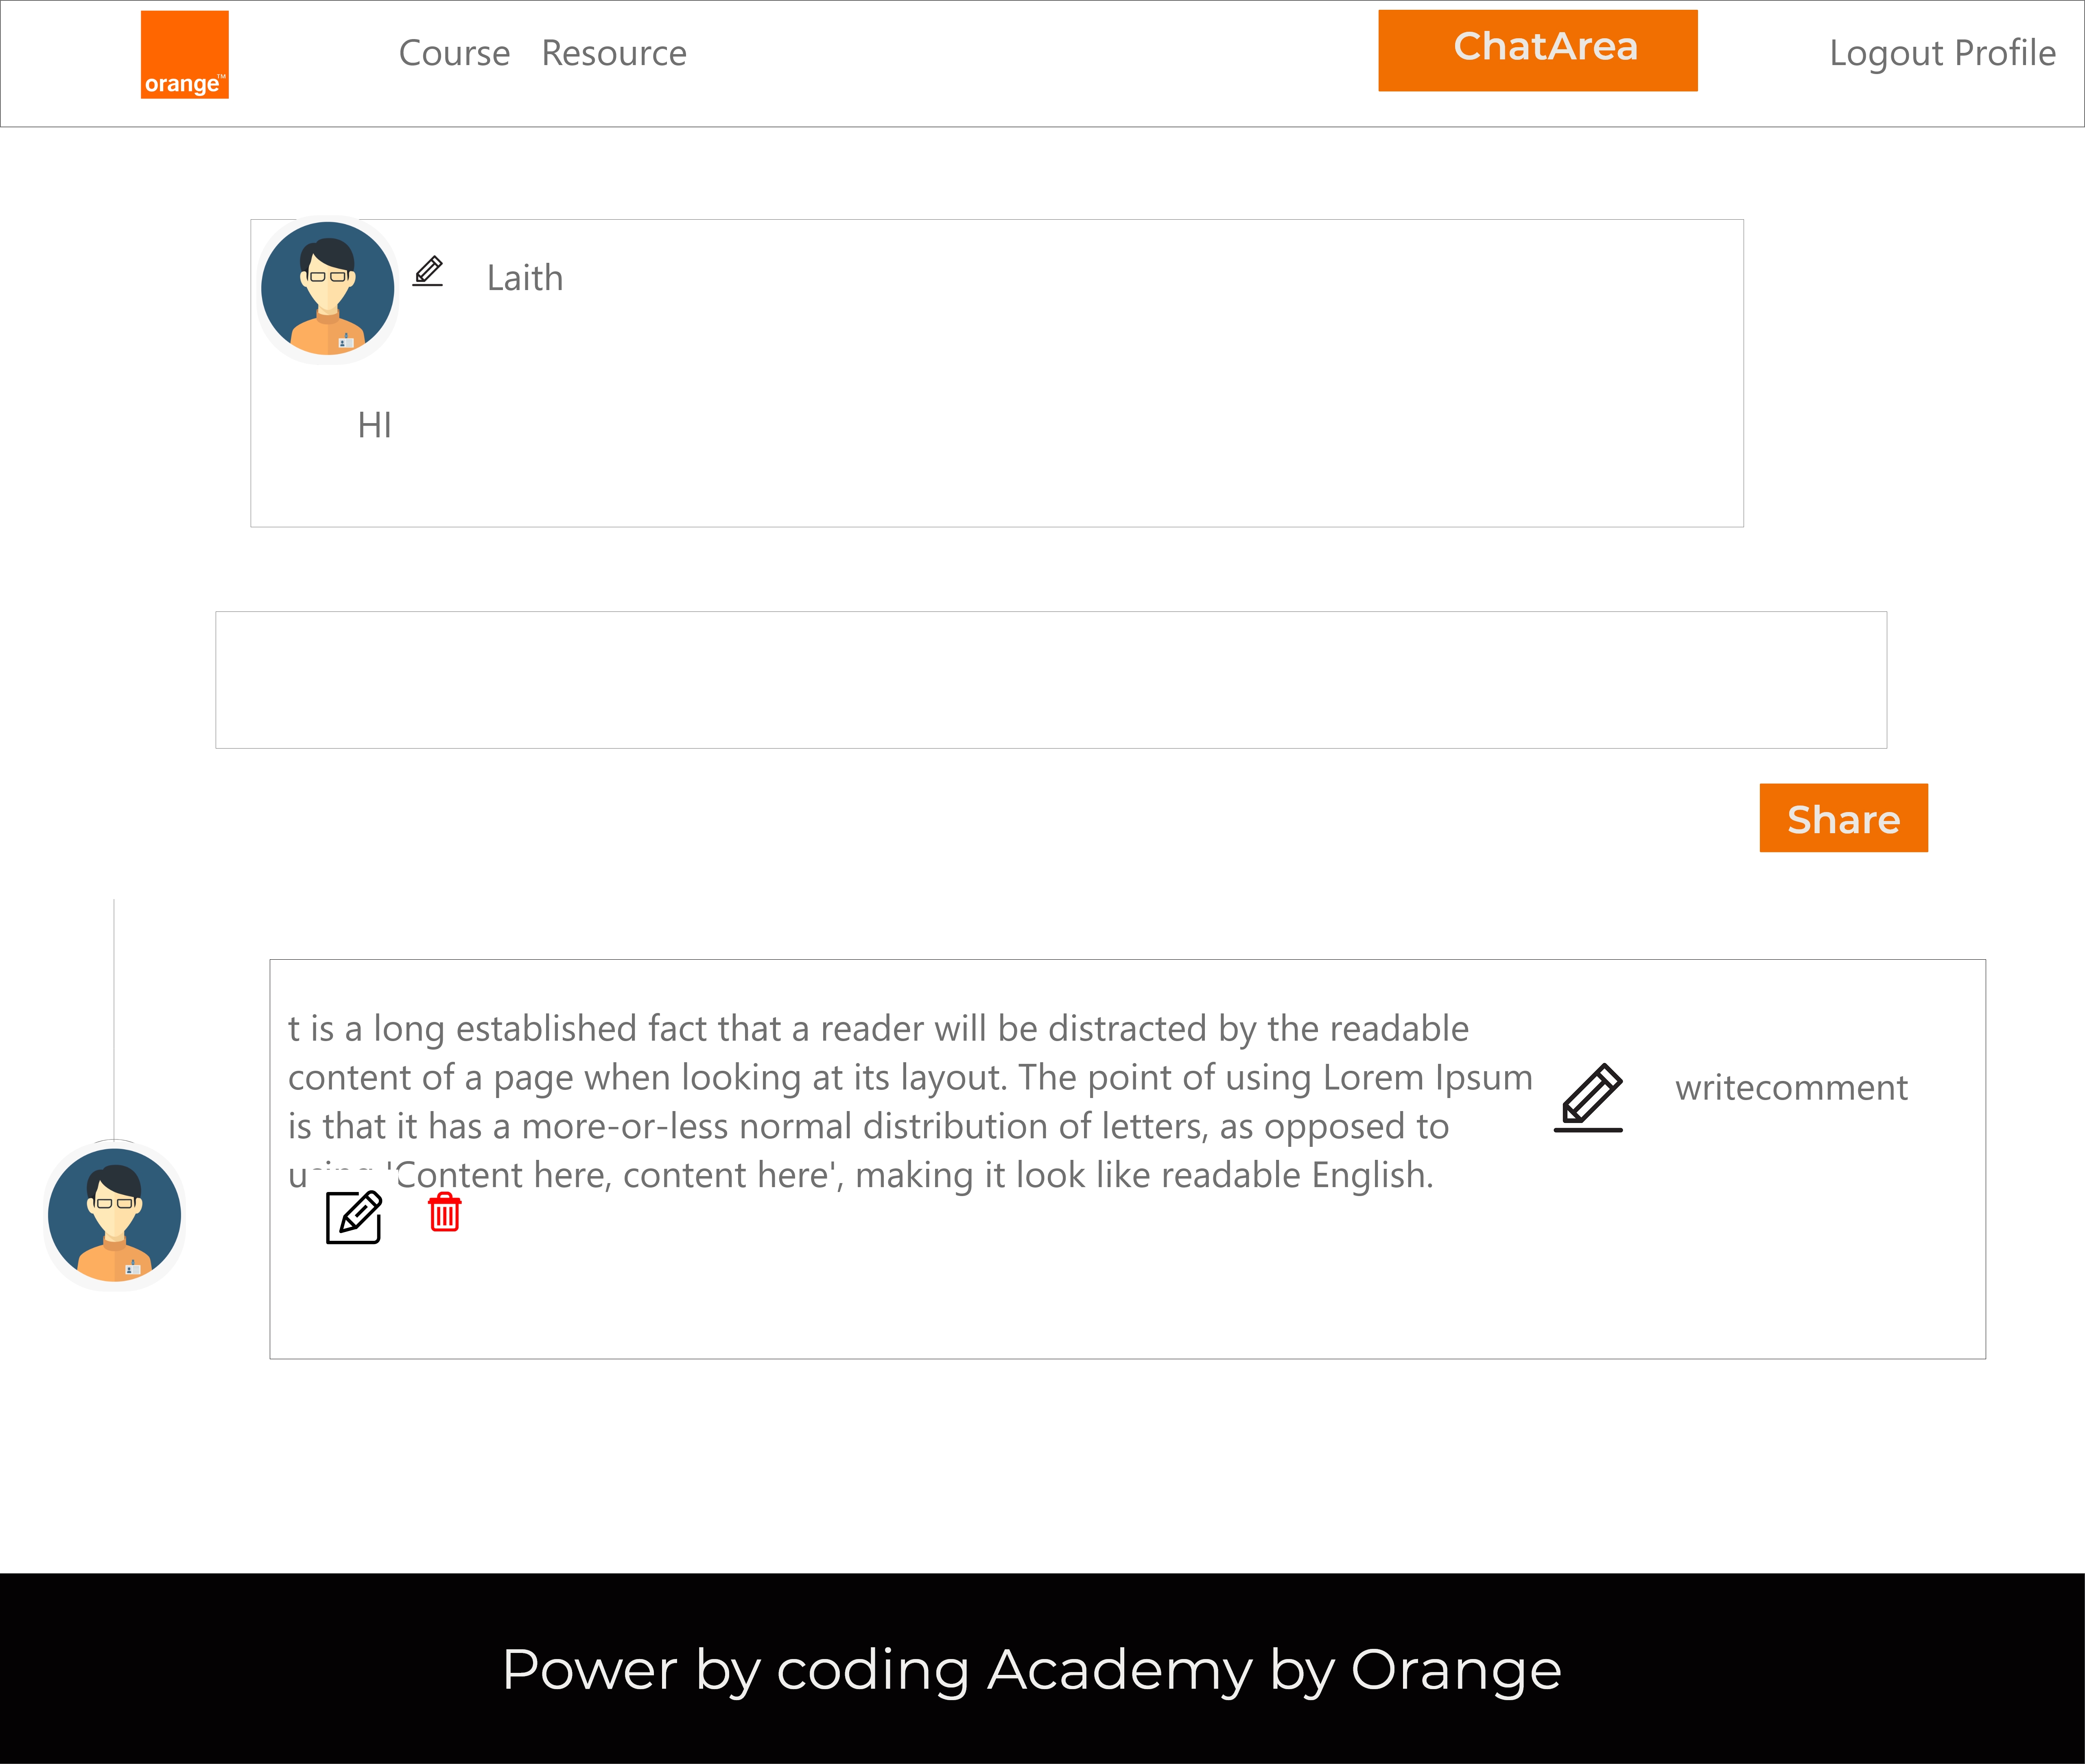 orange™
Course Resource
ChatArea
Logout Profile
Laith
HI
Share
t is a long established fact that a reader will be distracted by the readable
content of a page when looking at its layout. The point of using Lorem Ipsum
is that it has a more-or-less normal distribution of letters, as opposed to
using 'Content here, content here', making it look like readable English.
writecomment
Power by coding Academy by Orange